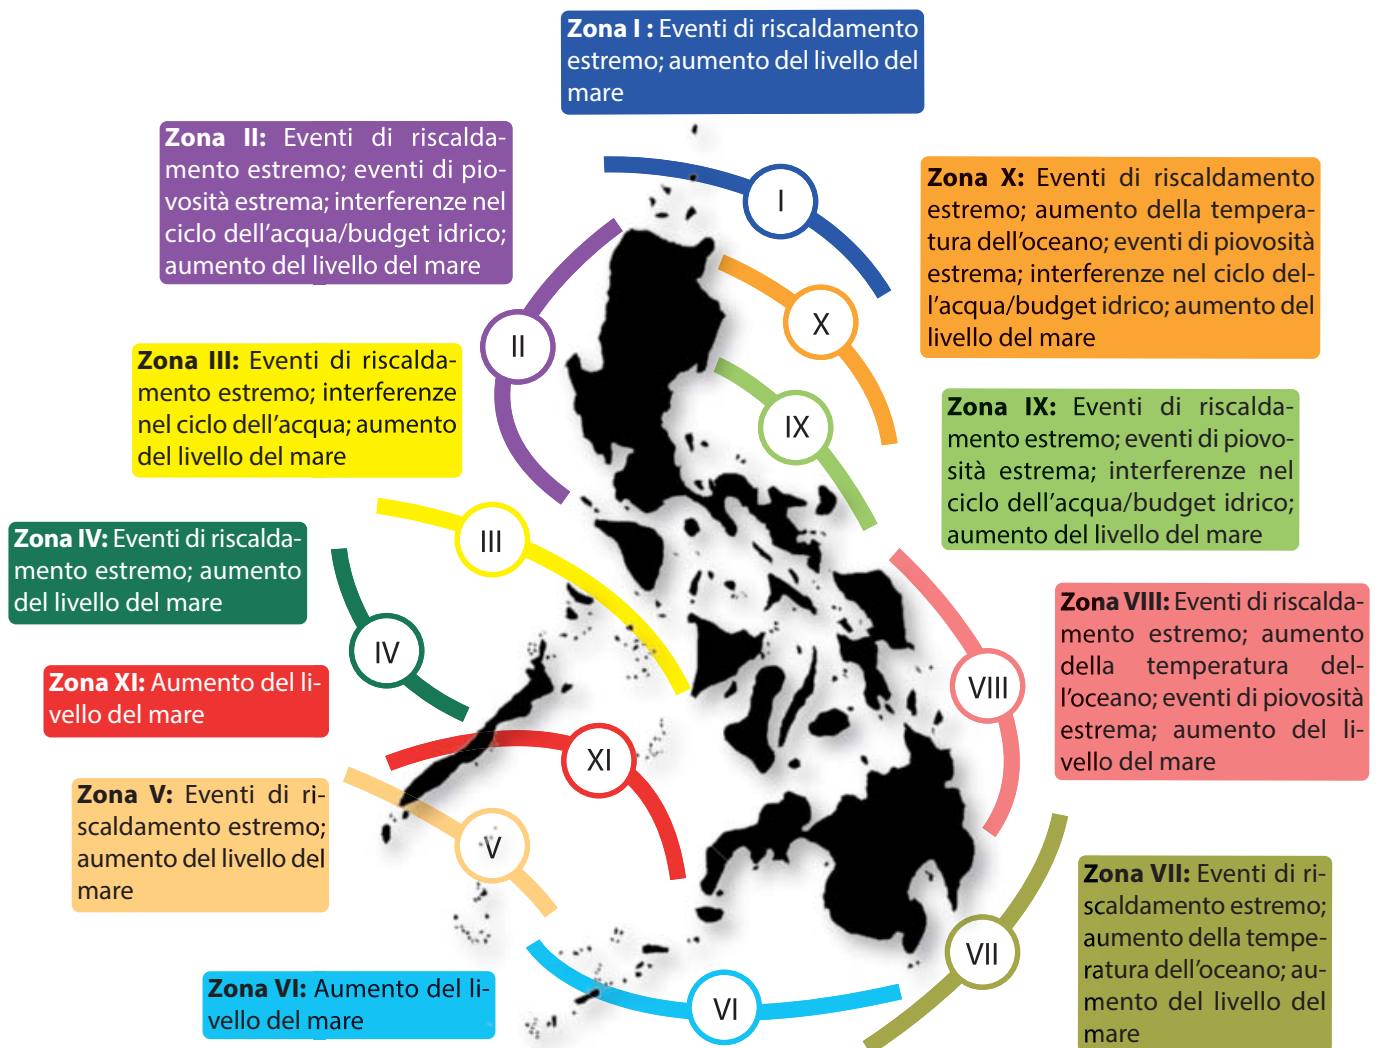 Zona I : Eventi di riscaldamento
estremo; aumento del livello del
mare
Zona II: Eventi di riscalda-
mento estremo; eventi di pio-
vosità estrema; interferenze nel
ciclo dell'acqua/budget idrico;
aumento del livello del mare
Zona X: Eventi di riscaldamento
estremo; aumento della tempera-
tura dell'oceano; eventi di piovosità
estrema; interferenze nel ciclo del-
l'acqua/budget idrico; aumento del
livello del mare
Zona III: Eventi di riscalda-
mento estremo; interferenze
nel ciclo dell'acqua; aumento
del livello del mare
Zona IX: Eventi di riscalda-
mento estremo; eventi di piovo-
sità estrema; interferenze nel
ciclo dell'acqua/budget idrico;
aumento del livello del mare
Zona IV: Eventi di riscalda-
mento estremo; aumento
del livello del mare
Zona VIII: Eventi di riscalda-
mento estremo; aumento
della temperatura del-
l'oceano; eventi di piovosità
estrema; aumento del li-
vello del mare
Zona XI: Aumento del li-
vello del mare
Zona V: Eventi di ri-
scaldamento estremo;
aumento del livello del
mare
Zona VII: Eventi di ri-
scaldamento estremo;
aumento della tempe-
ratura dell'oceano; au-
mento del livello del
mare
Zona VI: Aumento del li-
vello del mare
I
X
II
IX
III
IV
VIII
XI
V
VII
VI